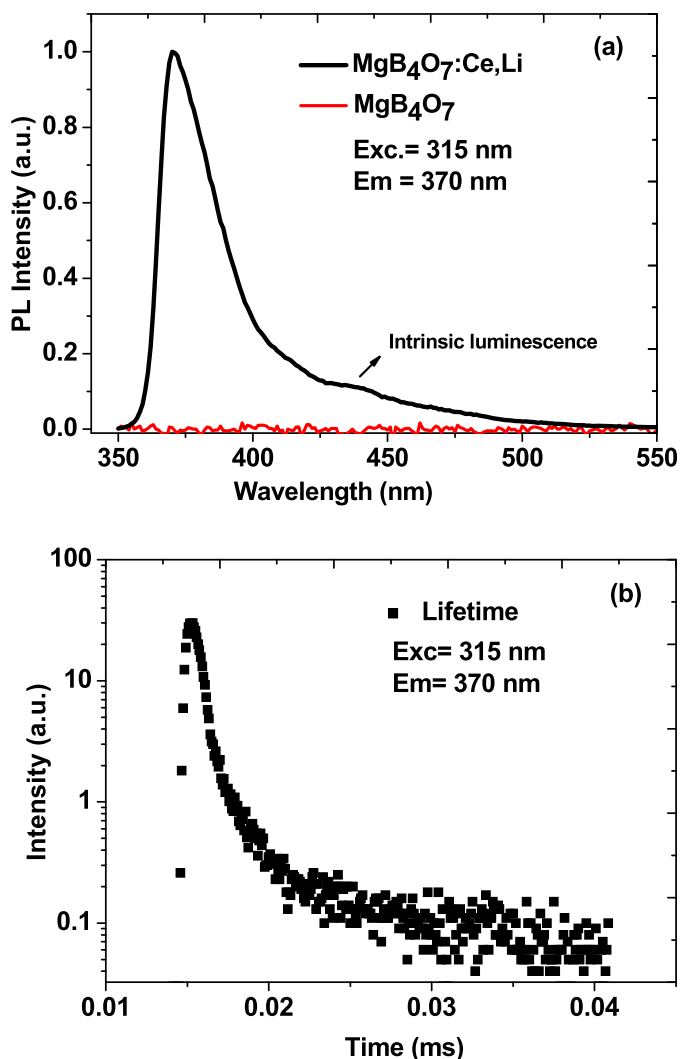 (a)
MgB₄O₇:Ce,Li
MgB₄O₇
Exc.= 315 nm
Em = 370 nm
Intrinsic luminescence
PL Intensity (a.u.)
1.0
0.8
0.6
0.4
0.2
0.0
350 400 450 500 550
Wavelength (nm)
(b)
Lifetime
Exc= 315 nm
Em= 370 nm
Intensity (a.u.)
100
10
1
0.1
0.01 0.02 0.03 0.04
Time (ms)